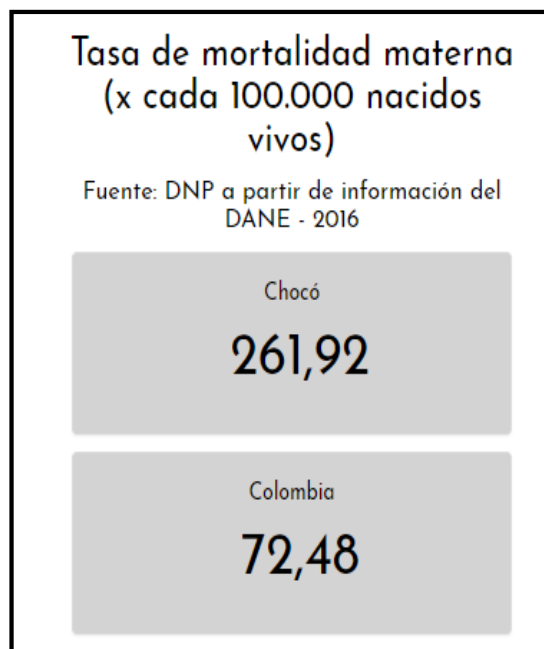 Tasa de mortalidad materna
(x cada 100.000 nacidos
vivos)
Fuente: DNP a partir de información del
DANE - 2016
Chocó
261,92
Colombia
72,48